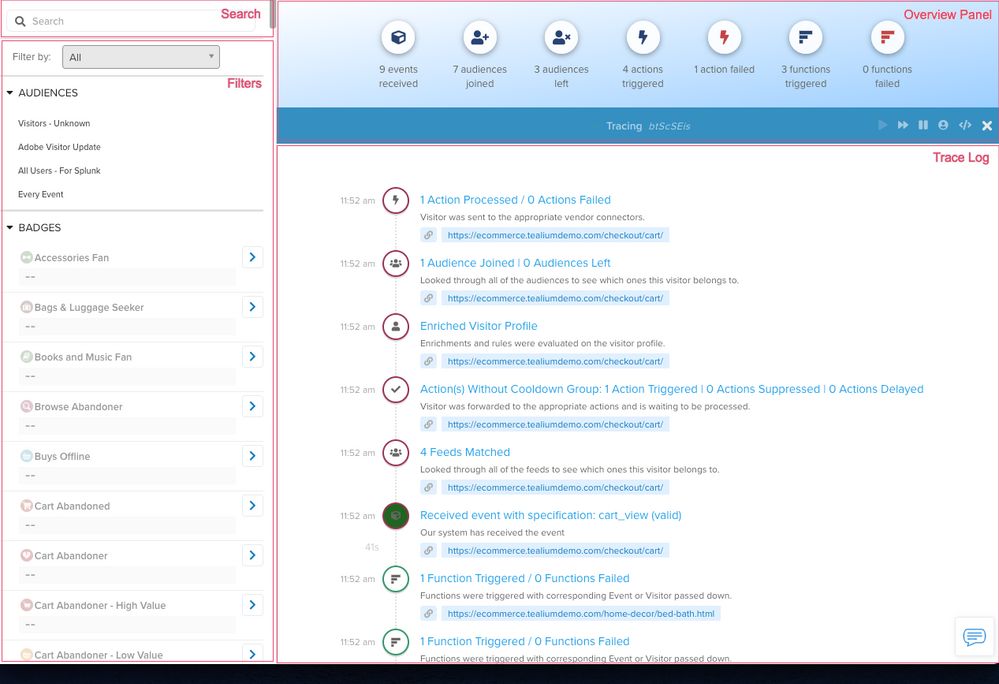 Search
Search
Filter by:
All
Filters
AUDIENCES
Visitors - Unknown
Adobe Visitor Update
All Users - For Splunk
Every Event
BADGES
Accessories Fan
--
Bags & Luggage Seeker
--
Books and Music Fan
--
Browse Abandoner
--
Buys Offline
--
Cart Abandoned
--
Cart Abandoner
--
Cart Abandoner - High Value
--
Cart Abandoner - Low Value
Overview Panel
9 events
received
7 audiences
joined
3 audiences
left
4 actions
triggered
1 action failed
3 functions
triggered
0 functions
failed
Tracing btScSEis
Trace Log
11:52 am
1 Action Processed / 0 Actions Failed
Visitor was sent to the appropriate vendor connectors.
https://ecommerce.tealiumdemo.com/checkout/cart/
11:52 am
1 Audience Joined | 0 Audiences Left
Looked through all of the audiences to see which ones this visitor belongs to.
https://ecommerce.tealiumdemo.com/checkout/cart/
11:52 am
Enriched Visitor Profile
Enrichments and rules were evaluated on the visitor profile.
https://ecommerce.tealiumdemo.com/checkout/cart/
11:52 am
Action(s) Without Cooldown Group: 1 Action Triggered | 0 Actions Suppressed | 0 Actions Delayed
Visitor was forwarded to the appropriate actions and is waiting to be processed.
https://ecommerce.tealiumdemo.com/checkout/cart/
11:52 am
4 Feeds Matched
Looked through all of the feeds to see which ones this visitor belongs to.
https://ecommerce.tealiumdemo.com/checkout/cart/
11:52 am
Received event with specification: cart_view (valid)
Our system has received the event
https://ecommerce.tealiumdemo.com/checkout/cart/
41s
11:52 am
1 Function Triggered / 0 Functions Failed
Functions were triggered with corresponding Event or Visitor passed down.
https://ecommerce.tealiumdemo.com/home-decor/bed-bath.html
11:52 am
1 Function Triggered / 0 Functions Failed
Functions were triggered with corresponding Event or Visitor passed down.